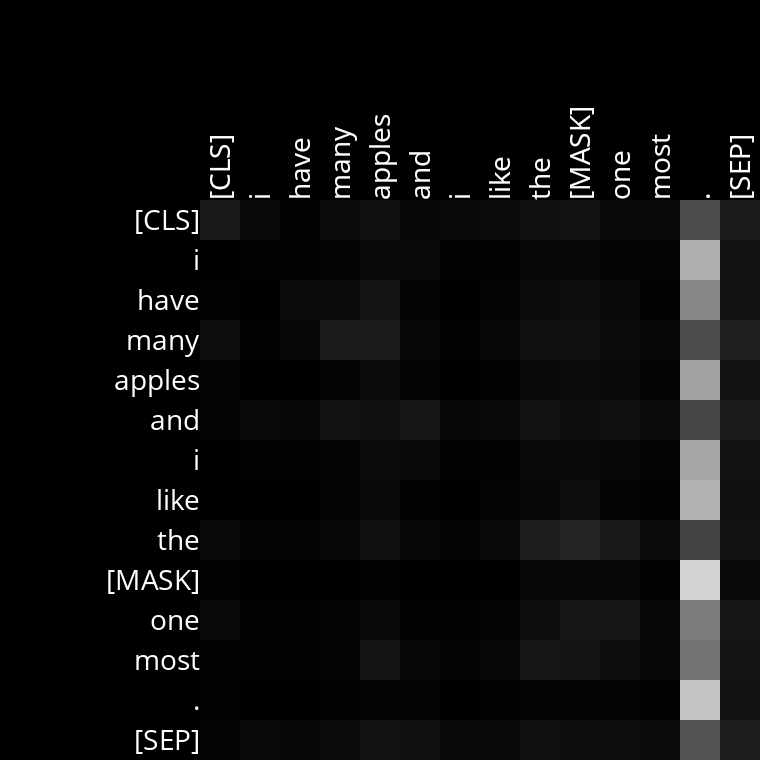 [CLS] i have many apples and i like the [MASK] one most . [SEP]
[CLS]
i
have
many
apples
and
i
like
the
[MASK]
one
most
.
[SEP]